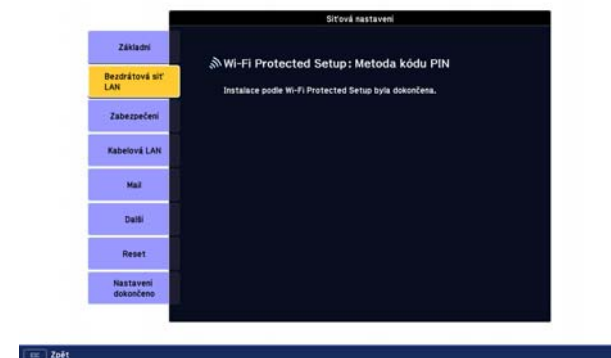 Síťová nastavení
Základní
Bezdrátová síť
LAN
Zabezpečení
Kabelová LAN
Mail
Další
Reset
Nastavení
dokončeno
Wi-Fi Protected Setup: Metoda kódu PIN
Instalace podle Wi-Fi Protected Setup byla dokončena.
Zpět